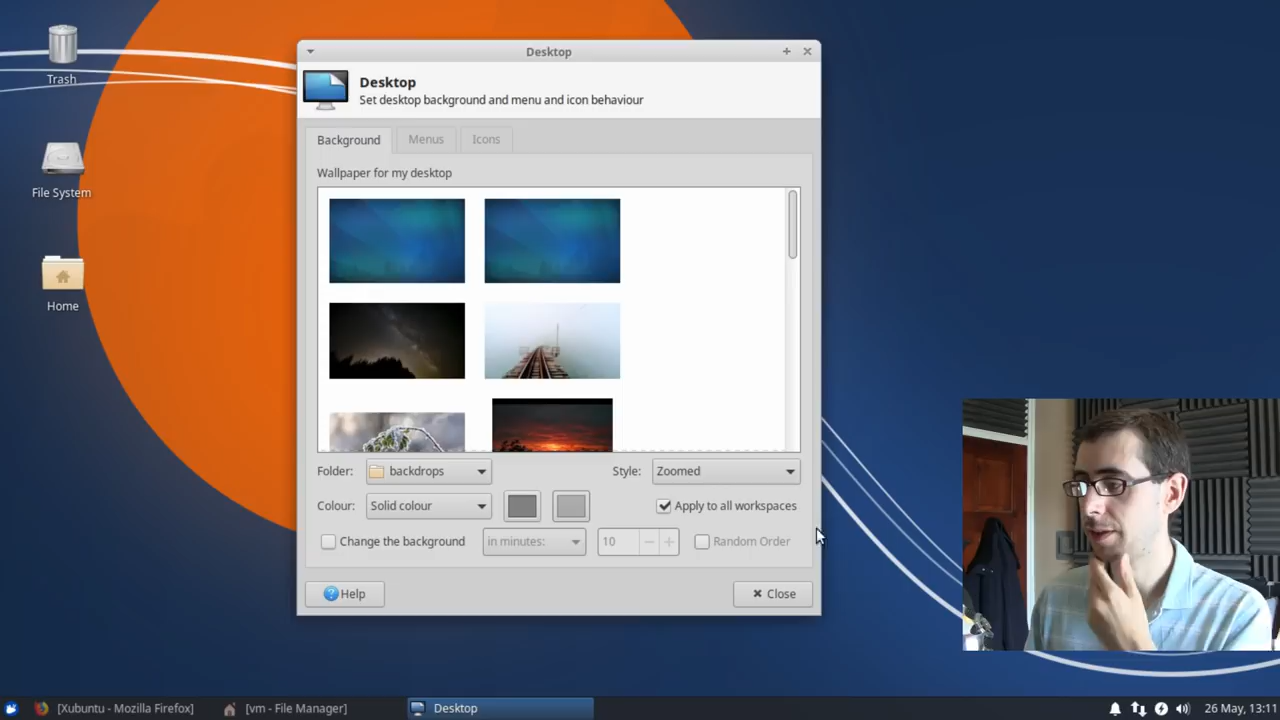 Trash
File System
Home
Desktop
Desktop
Set desktop background and menu and icon behaviour
Background Menus Icons
Wallpaper for my desktop
Folder: backdrops Style: Zoomed
Colour: Solid colour Apply to all workspaces
Change the background in minutes: 10 Random Order
Help Close
[Xubuntu - Mozilla Firefox] [vm - File Manager] Desktop 26 May, 13:11